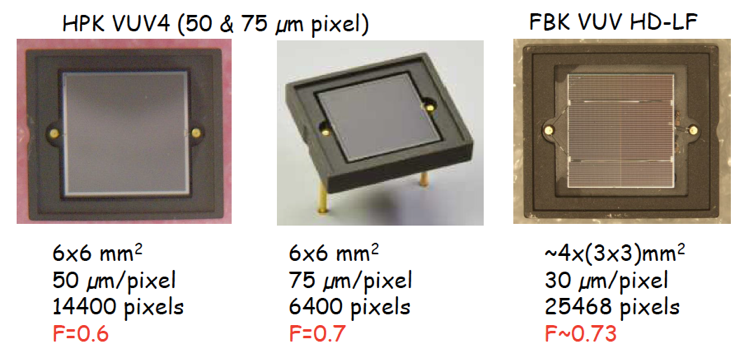 HPK VUV4 (50 & 75 µm pixel)
FBK VUV HD-LF
6x6 mm²
50 µm/pixel
14400 pixels
F=0.6
6x6 mm²
75 µm/pixel
6400 pixels
F=0.7
~4x(3x3)mm²
30 µm/pixel
25468 pixels
F~0.73